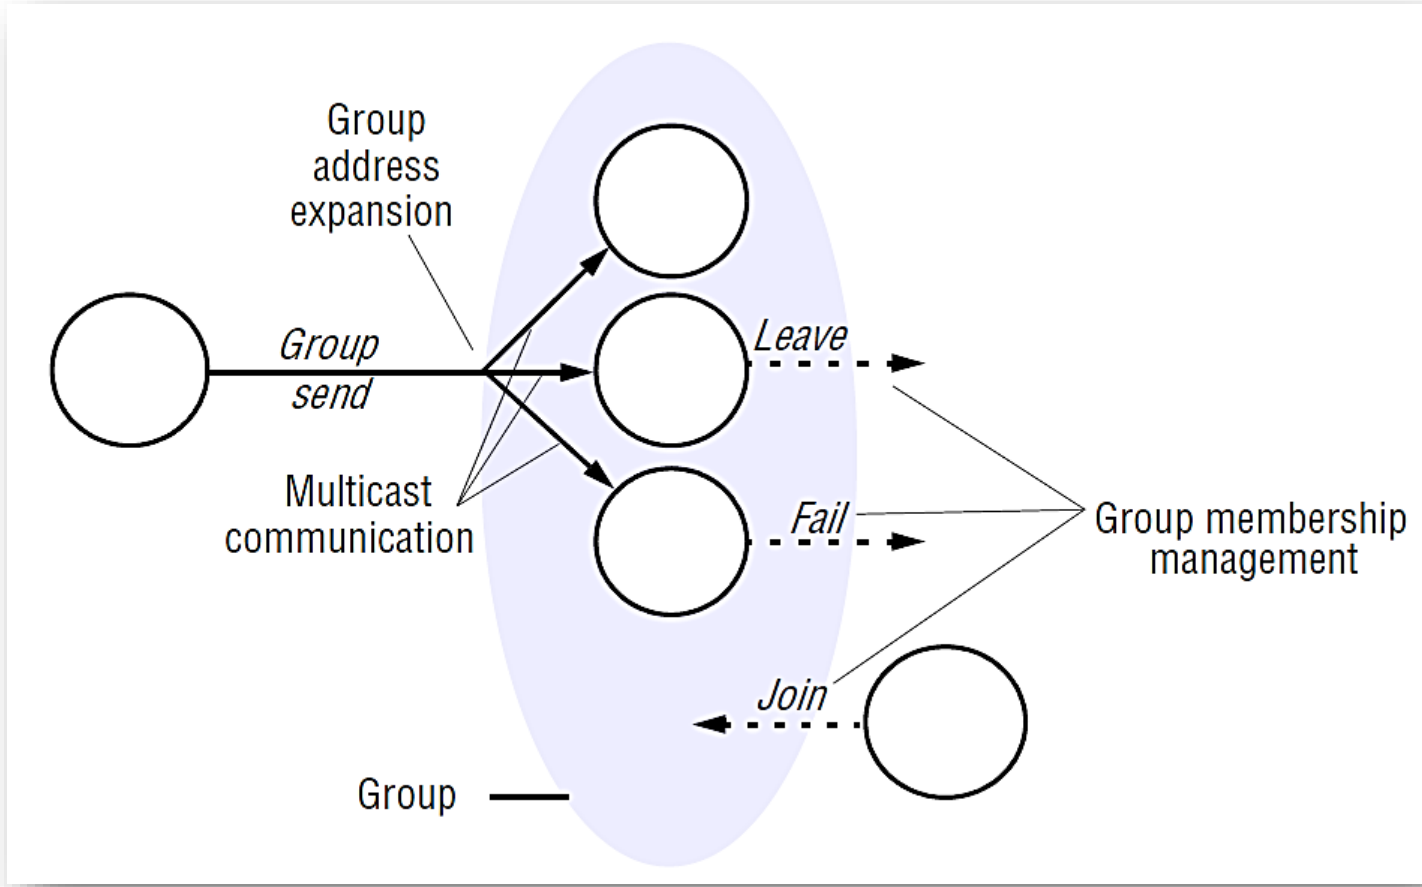 Group
address
expansion
Group
send
Multicast
communication
Leave
Fail
Join
Group membership
management
Group